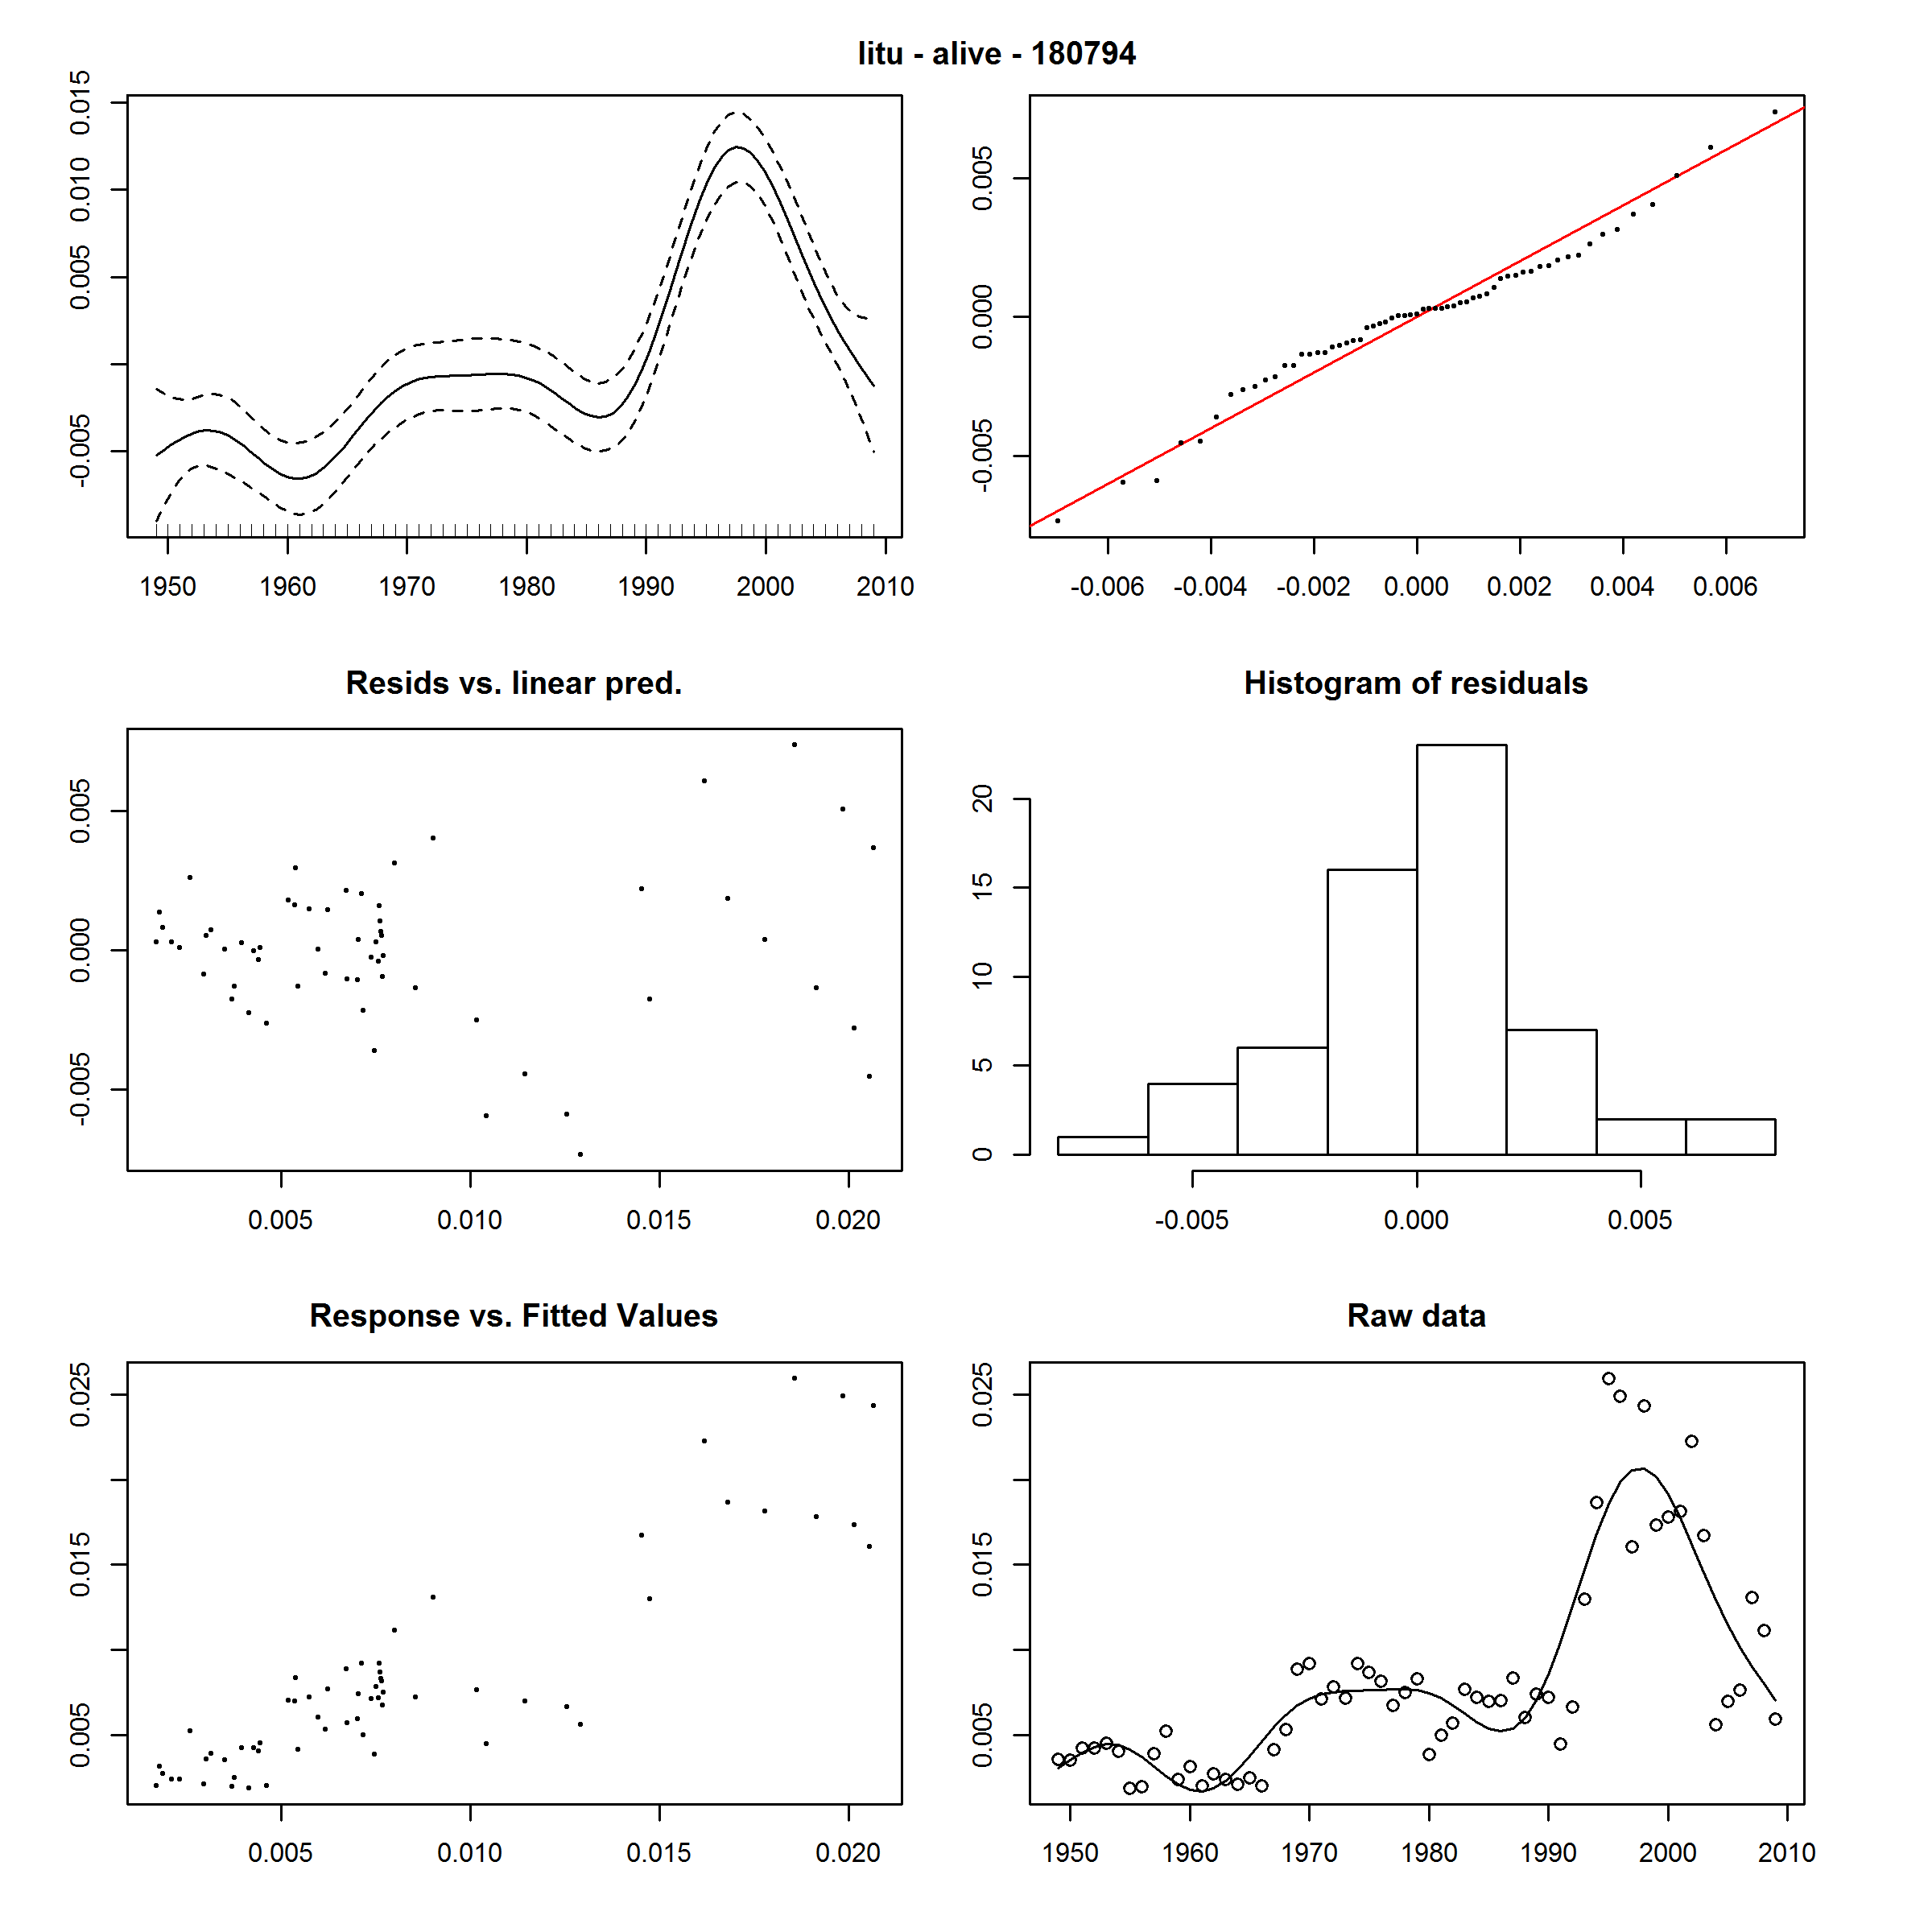 litu - alive - 180794
0.015
0.010
0.005
-0.005
1950 1960 1970 1980 1990 2000 2010
0.005
0.000
-0.005
-0.006 -0.004 -0.002 0.000 0.002 0.004 0.006
Resids vs. linear pred.
0.005
0.000
-0.005
0.005 0.010 0.015 0.020
Histogram of residuals
20
15
10
5
0
-0.005 0.000 0.005
Response vs. Fitted Values
0.025
0.015
0.005
0.005 0.010 0.015 0.020
Raw data
0.025
0.015
0.005
1950 1960 1970 1980 1990 2000 2010